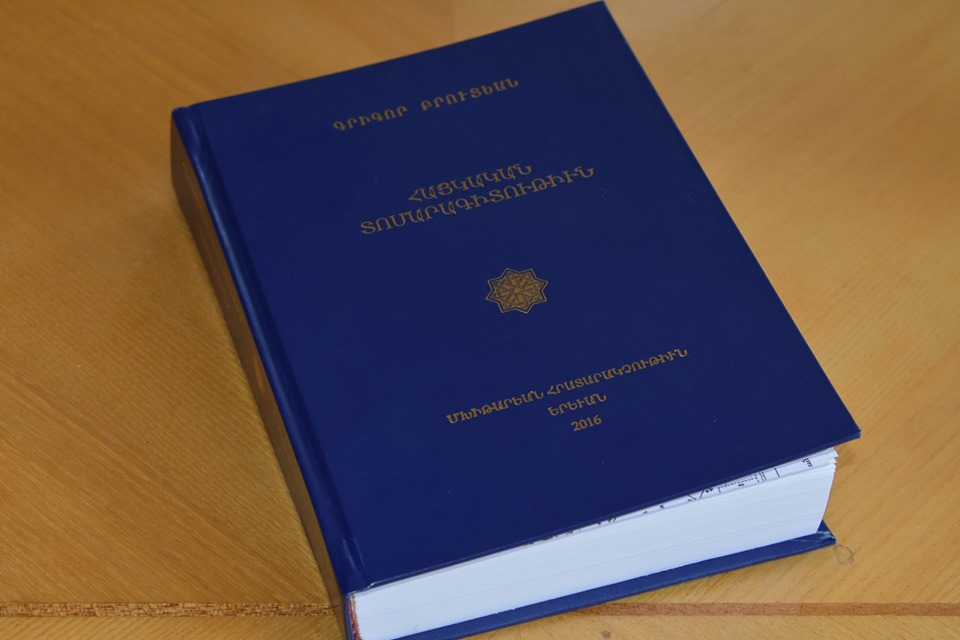 ԳՐԻԳՈՐ ԲՐՈՒՏԵԱՆ
ՀԱՅԿԱԿԱՆ
ՏՈՄԱՐԱԳԻՏՈՒԹԻՒՆ
ՄԽԻԹԱՐԵԱՆ ՀՐԱՏԱՐԱԿՉՈՒԹԻՒՆ
ԵՐԵՒԱՆ
2016